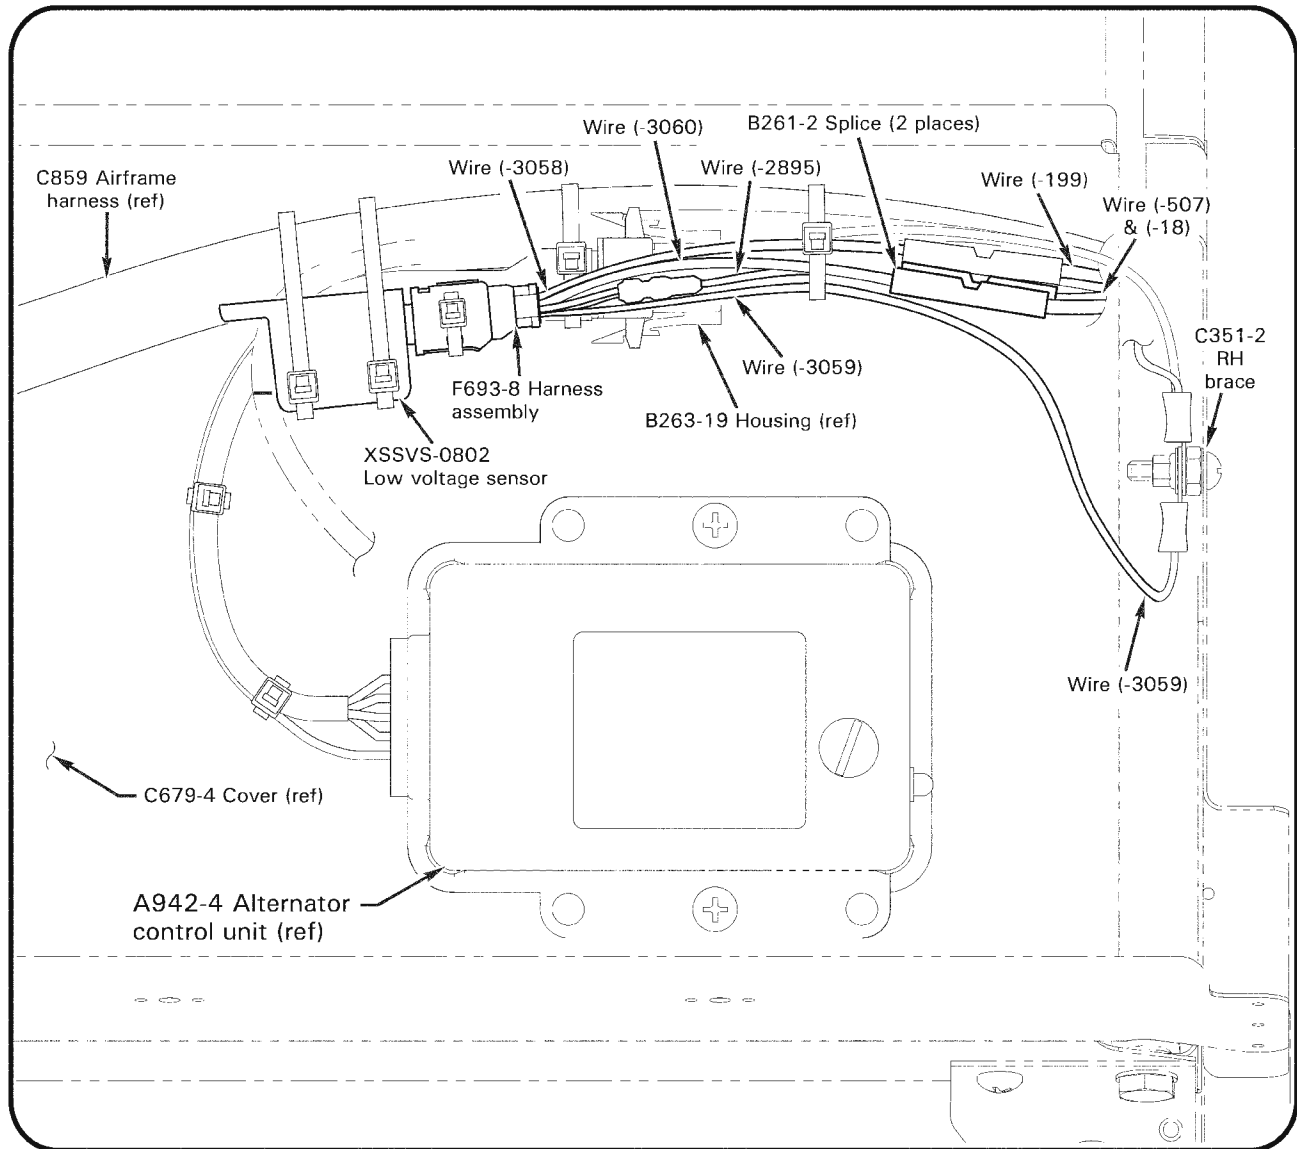 Wire (-3060)
B261-2 Splice (2 places)
Wire (-3058)
Wire (-2895)
C859 Airframe
harness (ref)
Wire (-199)
Wire (-507)
& (-18)
C351-2
RH
brace
Wire (-3059)
F693-8 Harness
assembly
B263-19 Housing (ref)
XSSVS-0802
Low voltage sensor
Wire (-3059)
C679-4 Cover (ref)
A942-4 Alternator
control unit (ref)